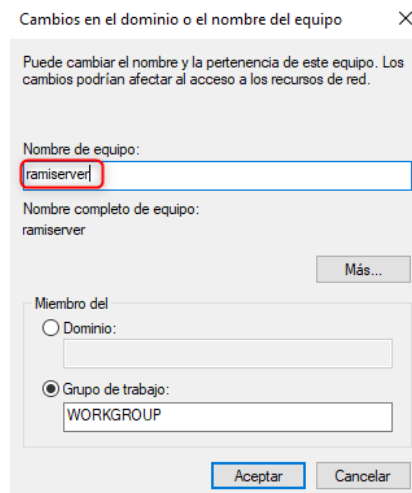 Cambios en el dominio o el nombre del equipo
Puede cambiar el nombre y la pertenencia de este equipo. Los
cambios podrían afectar al acceso a los recursos de red.
Nombre de equipo:
ramiserver
Nombre completo de equipo:
ramiserver
Más...
Miembro del
Dominio:
Grupo de trabajo:
WORKGROUP
Aceptar
Cancelar